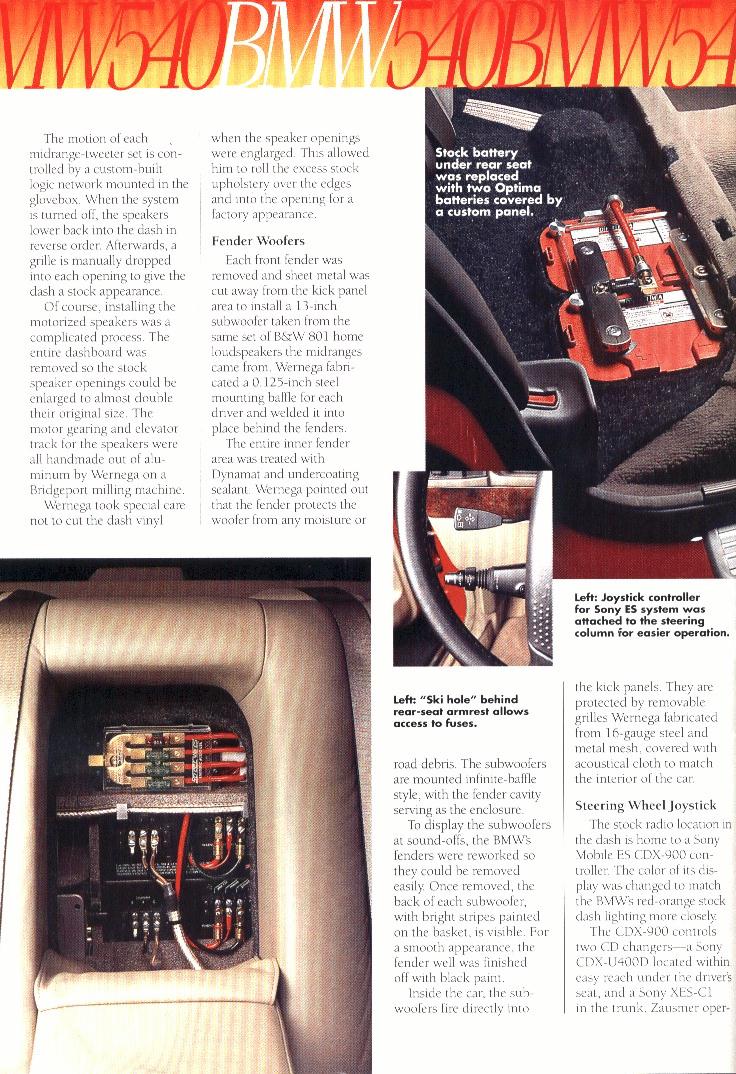 MW540BMW540BMW54
The motion of each
midrange-tweeter set is con-
trolled by a custom-built
logic network mounted in the
glovebox. When the system
is turned off, the speakers
lower back into the dash in
reverse order. Afterwards, a
grille is manually dropped
into each opening to give the
dash a stock appearance.
Of course, installing the
motorized speakers was a
complicated process. The
entire dashboard was
removed so the stock
speaker openings could be
enlarged to almost double
their original size. The
motor gearing and elevator
track for the speakers were
all handmade out of alu-
minum by Wernega on a
Bridgeport milling machine.
Wernega took special care
not to cut the dash vinyl
when the speaker openings
were englarged. This allowed
him to roll the excess stock
upholstery over the edges
and into the opening for a
factory appearance.
Fender Woofers
Each front fender was
removed and sheet metal was
cut away from the kick panel
area to install a 13-inch
subwoofer taken from the
same set of B&W 801 home
loudspeakers the midranges
came from. Wernega fabri-
cated a 0.125-inch steel
mounting baffle for each
driver and welded it into
place behind the fenders.
The entire inner fender
area was treated with
Dynamat and undercoating
sealant. Wernega pointed out
that the fender protects the
woofer from any moisture or
Stock battery
under rear seat
was replaced
with two Optima
batteries covered by
a custom panel.
Left: Joystick controller
for Sony ES system was
attached to the steering
column for easier operation.
Left: "Ski hole" behind
rear-seat armrest allows
access to fuses.
road debris. The subwoofers
are mounted infinite-baffle
style, with the fender cavity
serving as the enclosure.
To display the subwoofers
at sound-offs, the BMW's
fenders were reworked so
they could be removed
easily. Once removed, the
back of each subwoofer,
with bright stripes painted
on the basket, is visible. For
a smooth appearance, the
fender well was finished
off with black paint.
Inside the car, the sub-
woofers fire directly into
the kick panels. They are
protected by removable
grilles Wernega fabricated
from 16-gauge steel and
metal mesh, covered with
acoustical cloth to match
the interior of the car.
Steering Wheel Joystick
The stock radio location in
the dash is home to a Sony
Mobile ES CDX-900 con-
troller. The color of its dis-
play was changed to match
the BMW's red-orange stock
dash lighting more closely.
The CDX-900 controls
two CD changers—a Sony
CDX-U400D located within
easy reach under the driver's
seat, and a Sony XES-C1
in the trunk. Zausmer oper-